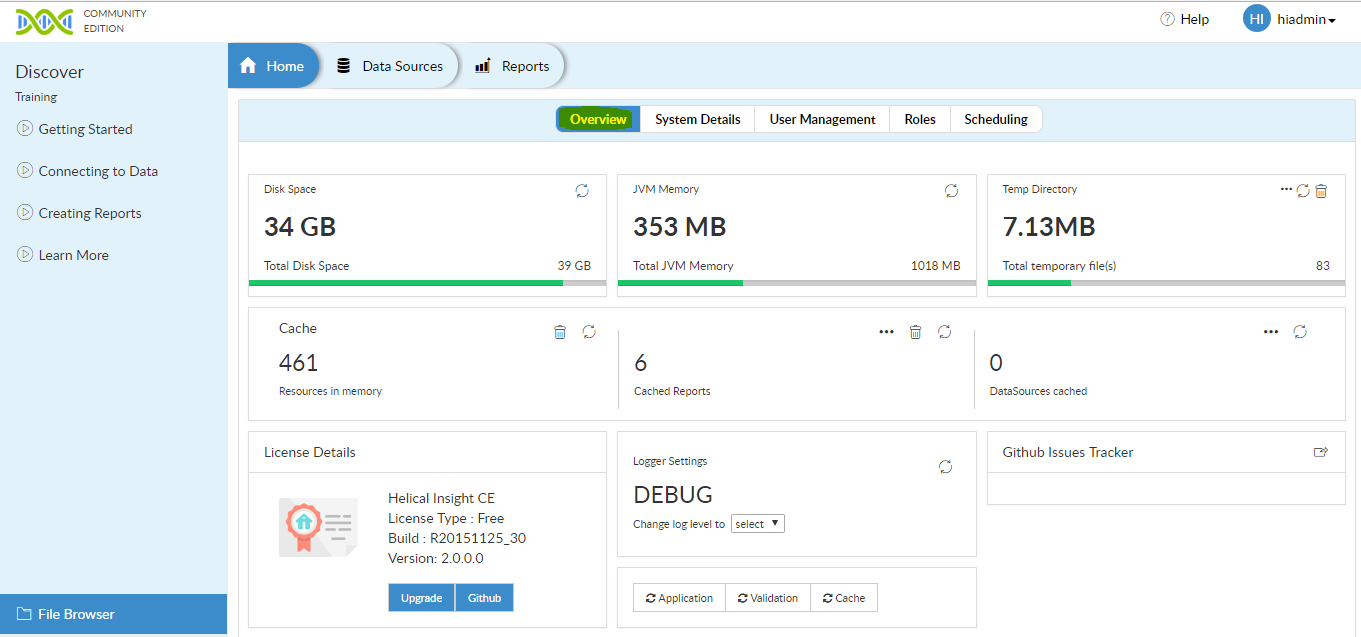 COMMUNITY
EDITION
Help
HI
hiadmin
Discover
Training
Getting Started
Connecting to Data
Creating Reports
Learn More
File Browser
Home
Data Sources
Reports
Overview
System Details
User Management
Roles
Scheduling
Disk Space
34 GB
Total Disk Space 39 GB
JVM Memory
353 MB
Total JVM Memory 1018 MB
Temp Directory
7.13MB
Total temporary file(s) 83
Cache
461
Resources in memory
6
Cached Reports
0
DataSources cached
License Details
Helical Insight CE
License Type : Free
Build : R20151125_30
Version: 2.0.0.0
Upgrade
Github
Logger Settings
DEBUG
Change log level to select
Application
Validation
Cache
Github Issues Tracker